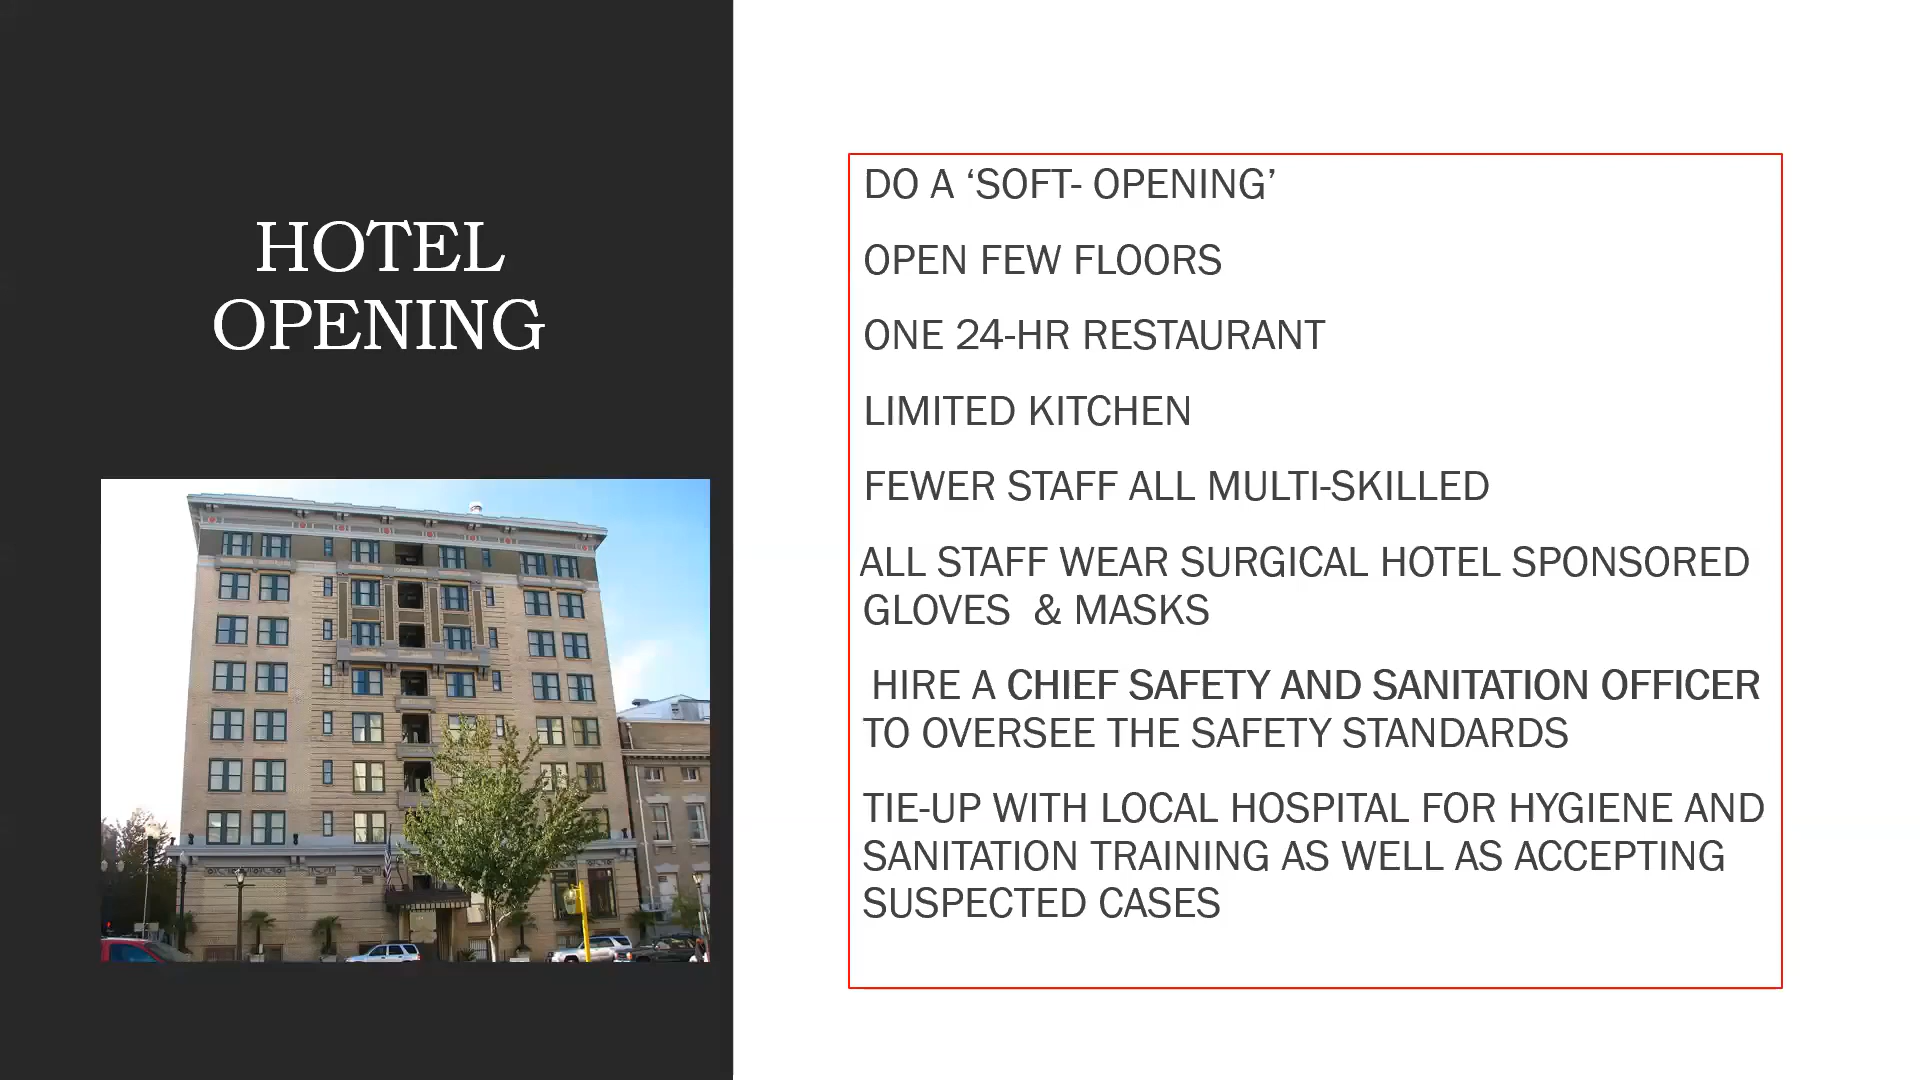 HOTEL
OPENING
DO A ‘SOFT- OPENING’
OPEN FEW FLOORS
ONE 24-HR RESTAURANT
LIMITED KITCHEN
FEWER STAFF ALL MULTI-SKILLED
ALL STAFF WEAR SURGICAL HOTEL SPONSORED
GLOVES  & MASKS
HIRE A CHIEF SAFETY AND SANITATION OFFICER
TO OVERSEE THE SAFETY STANDARDS
TIE-UP WITH LOCAL HOSPITAL FOR HYGIENE AND
SANITATION TRAINING AS WELL AS ACCEPTING
SUSPECTED CASES